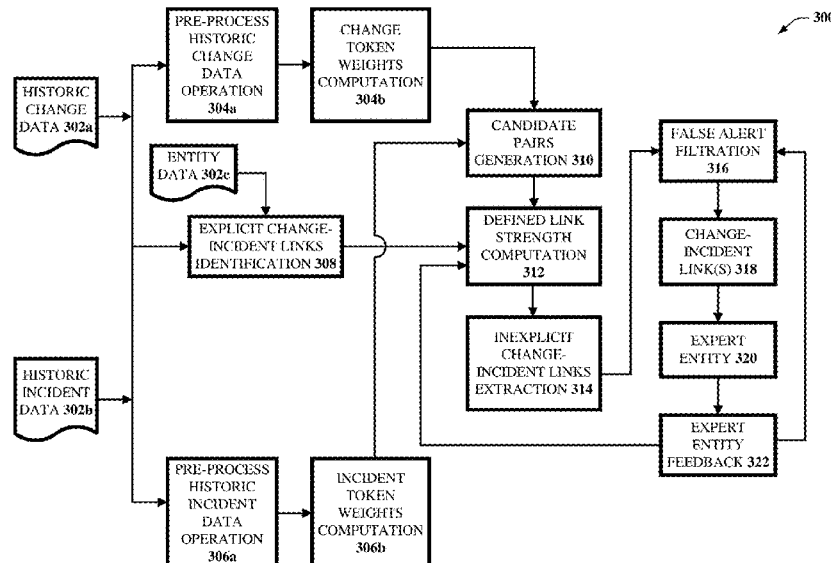 300
PRE-PROCESS
HISTORIC
CHANGE
DATA
OPERATION
304a
CHANGE
TOKEN
WEIGHTS
COMPUTATION
304b
HISTORIC
CHANGE
DATA 302a
ENTITY
DATA 302c
CANDIDATE
PAIRS
GENERATION 310
FALSE ALERT
FILTRATION
316
EXPLICIT CHANGE-
INCIDENT LINKS
IDENTIFICATION 308
DEFINED LINK
STRENGTH
COMPUTATION
312
CHANGE-
INCIDENT
LINK(S) 318
HISTORIC
INCIDENT
DATA 302b
INEXPLICIT
CHANGE-
INCIDENT LINKS
EXTRACTION 314
EXPERT
ENTITY 320
EXPERT
ENTITY
FEEDBACK 322
PRE-PROCESS
HISTORIC
INCIDENT
DATA
OPERATION
306a
INCIDENT
TOKEN
WEIGHTS
COMPUTATION
306b